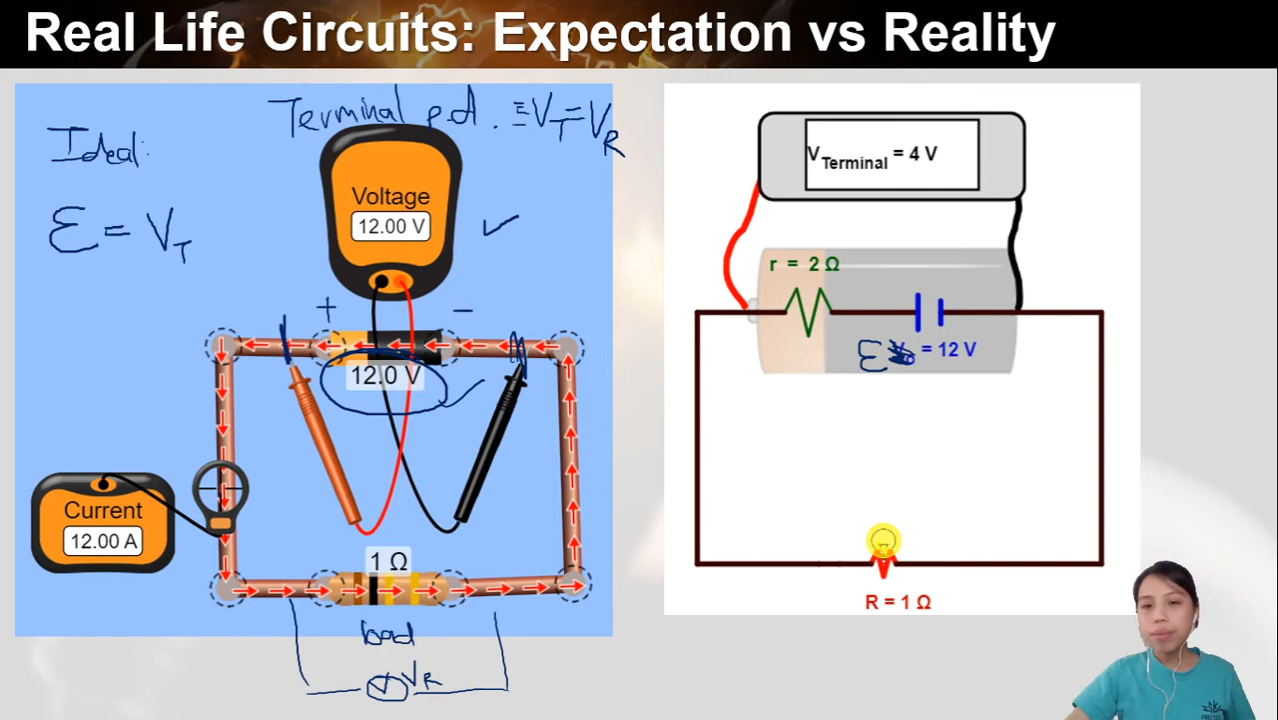 Real Life Circuits: Expectation vs Reality
Terminal p.d. ≡ V_T = V_R
Ideal:
ℰ = V_T
Voltage
12.00 V
+ −
12.0 V
Current
12.00 A
1 Ω
load
V V_R
V_Terminal = 4 V
r = 2 Ω
ℰ = 12 V
R = 1 Ω